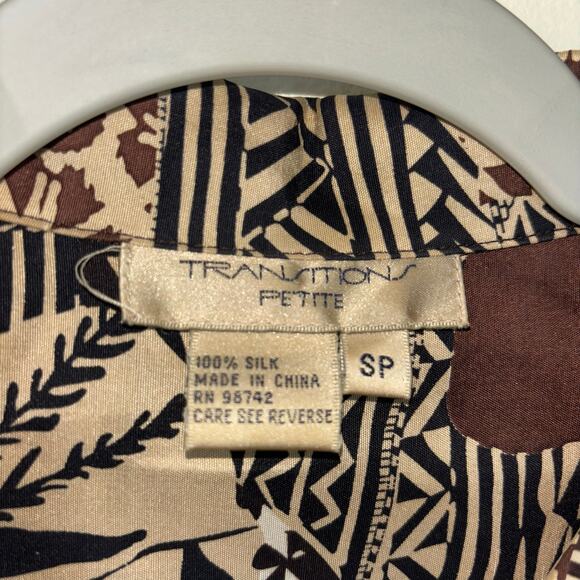 TRANSITIONS
PETITE
SP
100% SILK
MADE IN CHINA
RN 98742
CARE SEE REVERSE